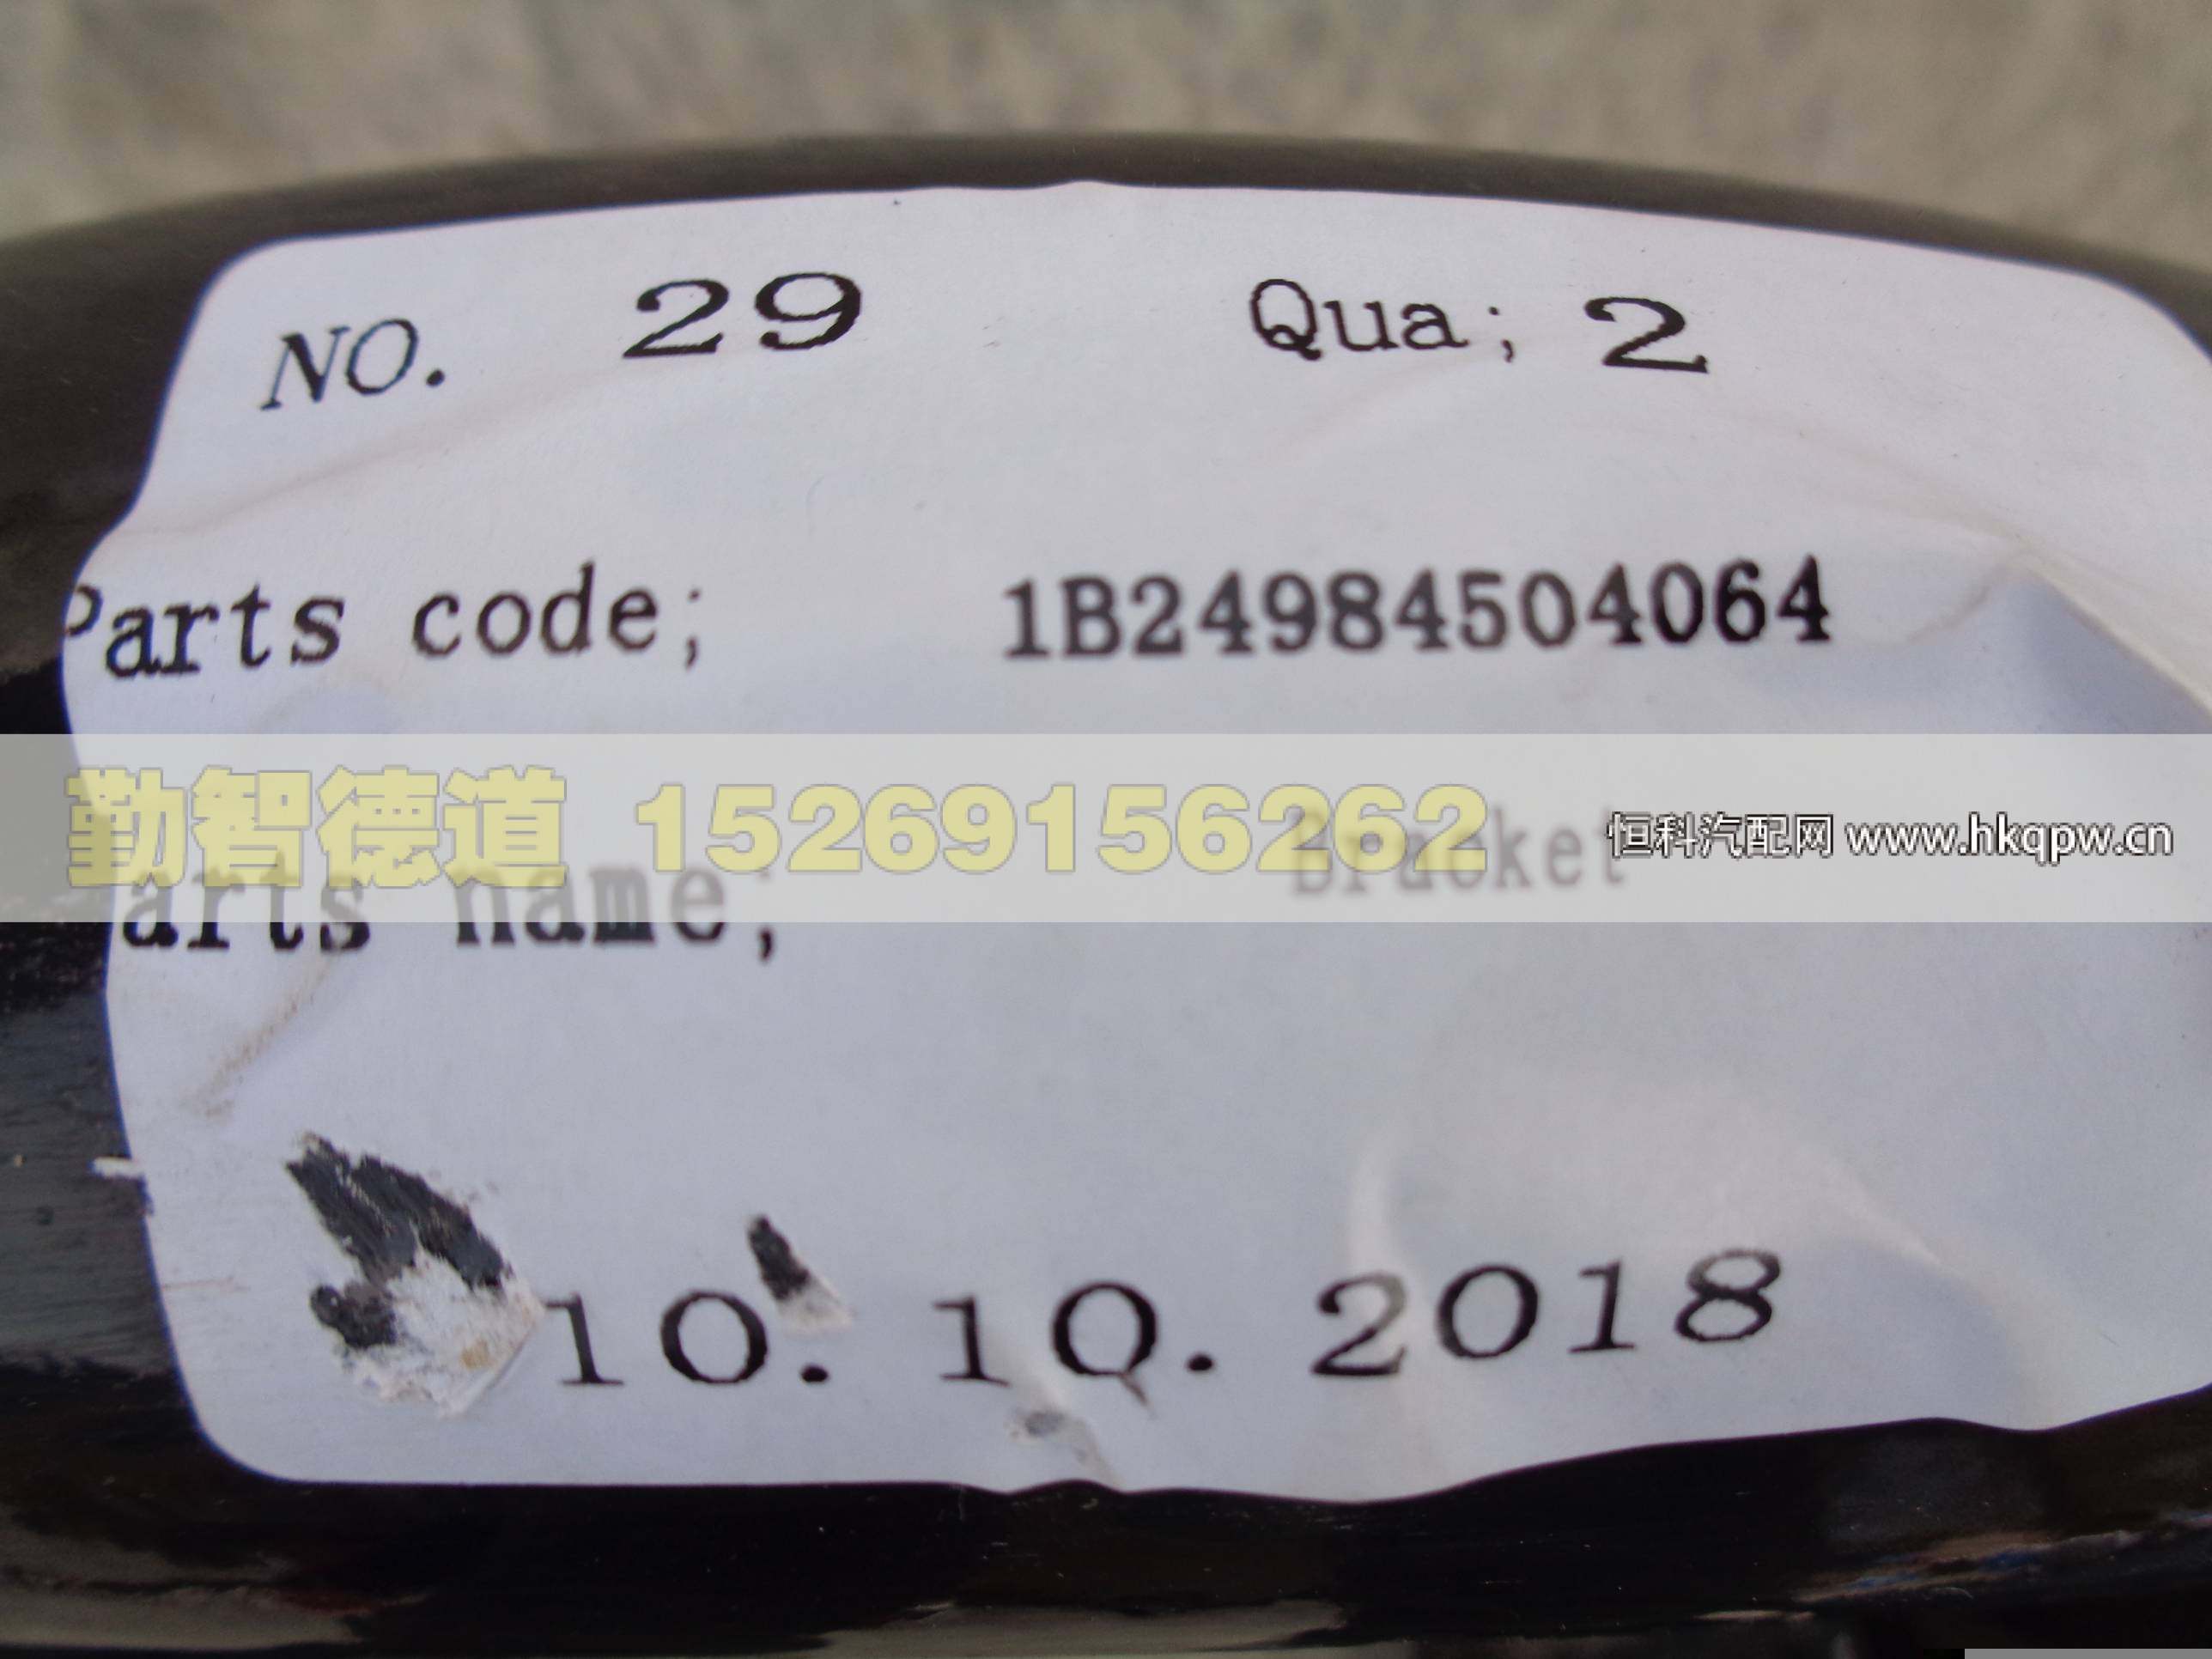 NO. 29 Qua; 2
Parts code; 1B24984504064
勤智德道 15269156262 恒科汽配网 www.hkqpw.cn
arts name; Bracket
10. 10. 2018